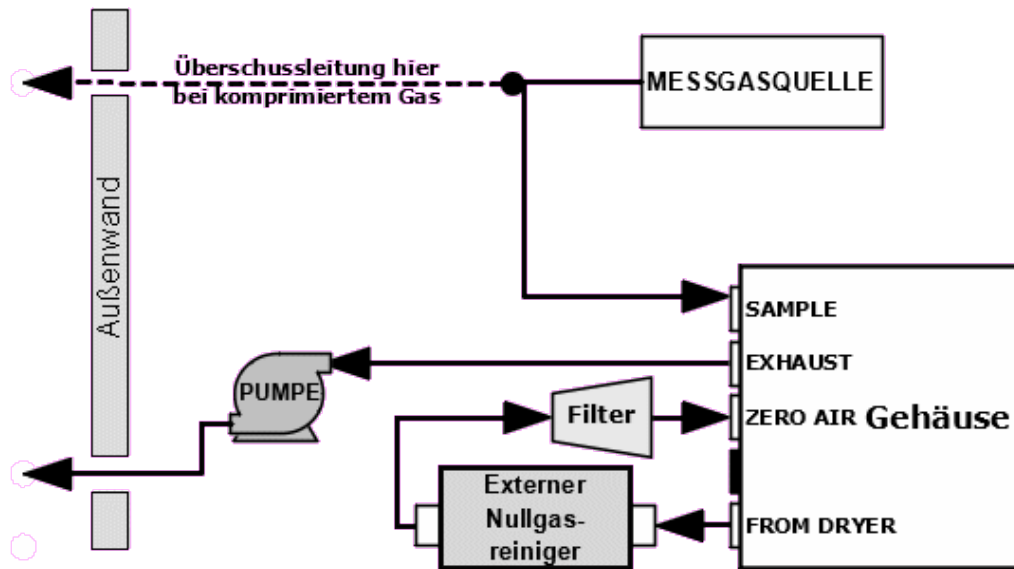 Überschussleitung hier
bei komprimiertem Gas
MESSGASQUELLE
Außenwand
SAMPLE
EXHAUST
PUMPE
Filter
ZERO AIR
Gehäuse
Externer
Nullgas-
reiniger
FROM DRYER